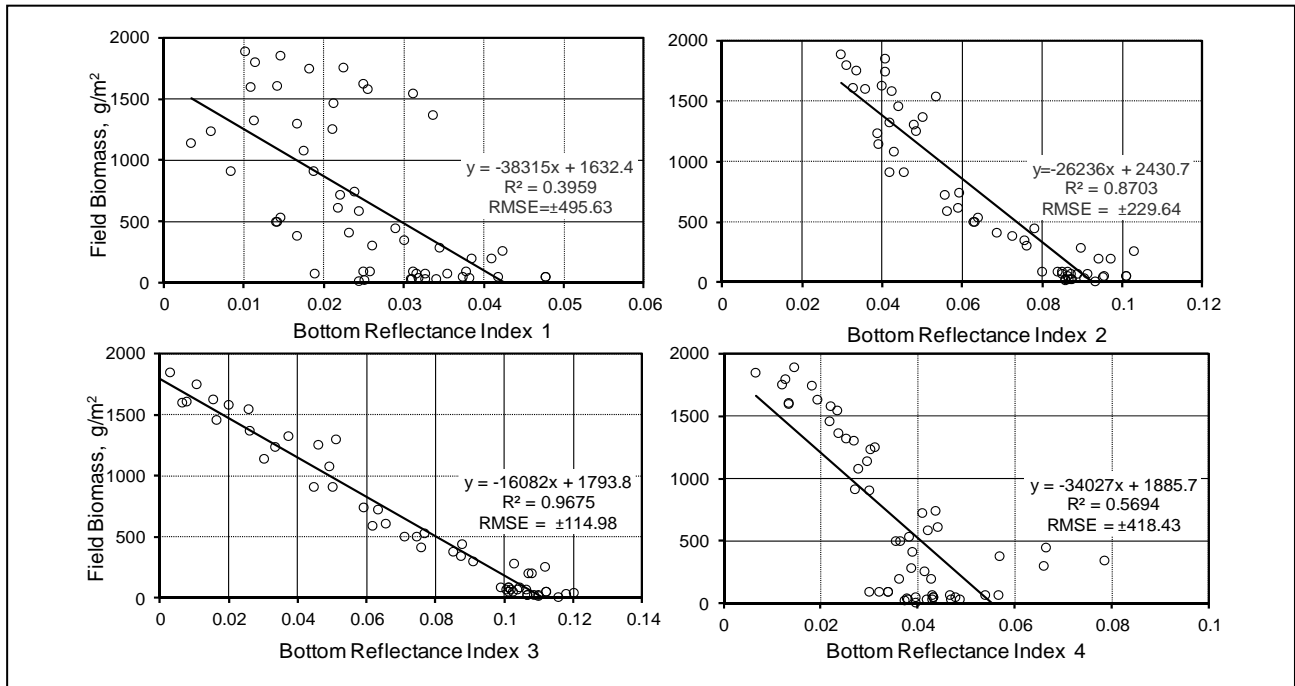 Field Biomass, g/m²
2000
1500
1000
500
0
0
0.01
0.02
0.03
0.04
0.05
0.06
y = -38315x + 1632.4
R² = 0.3959
RMSE=±495.63
Bottom Reflectance Index 1
2000
1500
1000
500
0
0
0.02
0.04
0.06
0.08
0.1
0.12
y=-26236x + 2430.7
R² = 0.8703
RMSE = ±229.64
Bottom Reflectance Index 2
Field Biomass, g/m²
2000
1500
1000
500
0
0
0.02
0.04
0.06
0.08
0.1
0.12
0.14
y = -16082x + 1793.8
R² = 0.9675
RMSE = ±114.98
Bottom Reflectance Index 3
2000
1500
1000
500
0
0
0.02
0.04
0.06
0.08
0.1
y = -34027x + 1885.7
R² = 0.5694
RMSE = ±418.43
Bottom Reflectance Index 4